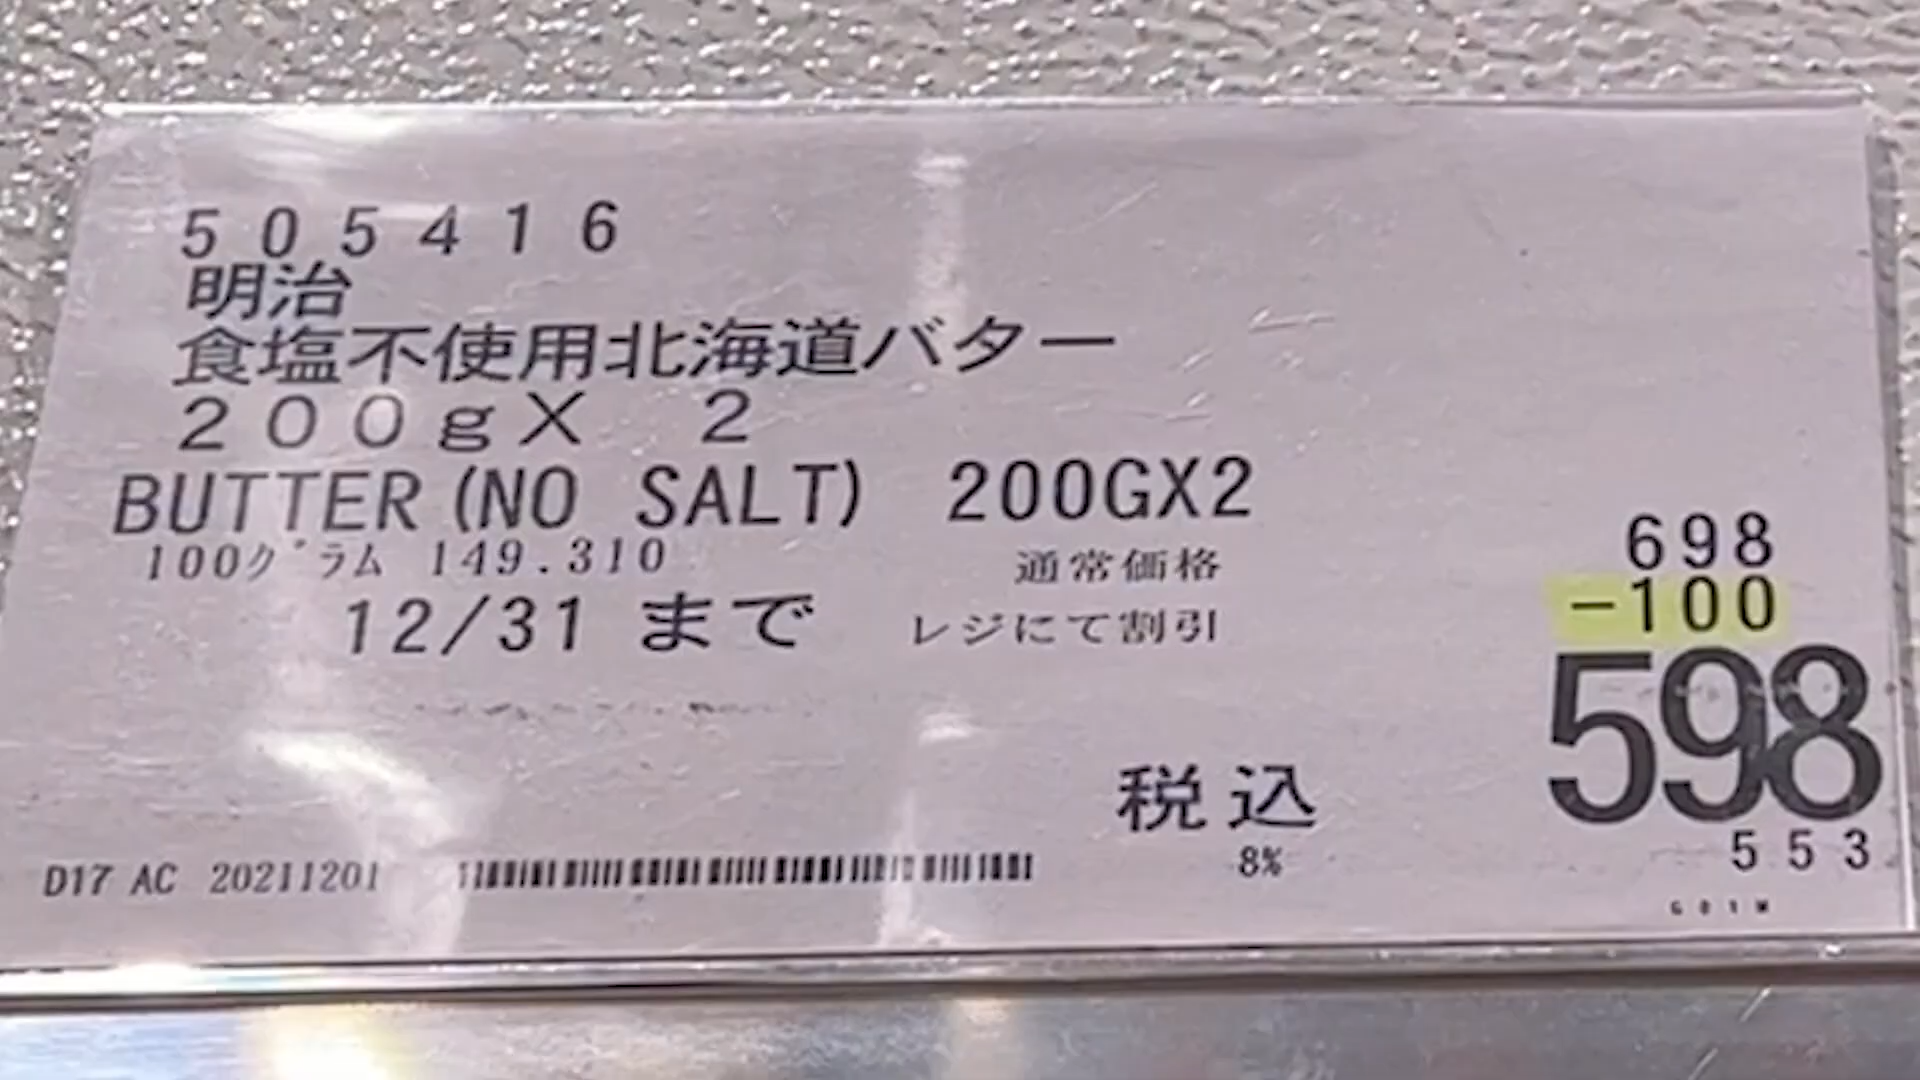 505416
明治
食塩不使用北海道バター
200gX 2
BUTTER(NO SALT) 200GX2
100グラム 149.310 通常価格 698
12/31 まで レジにて割引 -100
598
税込
8% 553
D17 AC 20211201
G01M